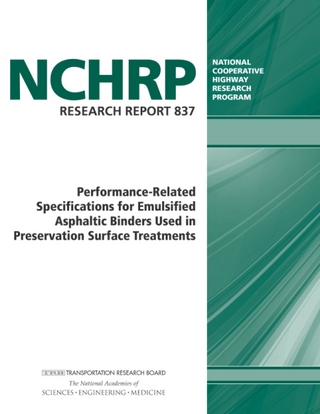 NCHRP
RESEARCH REPORT 837
NATIONAL
COOPERATIVE
HIGHWAY
RESEARCH
PROGRAM
Performance-Related
Specifications for Emulsified
Asphaltic Binders Used in
Preservation Surface Treatments
TRB TRANSPORTATION RESEARCH BOARD
The National Academies of
SCIENCES • ENGINEERING • MEDICINE